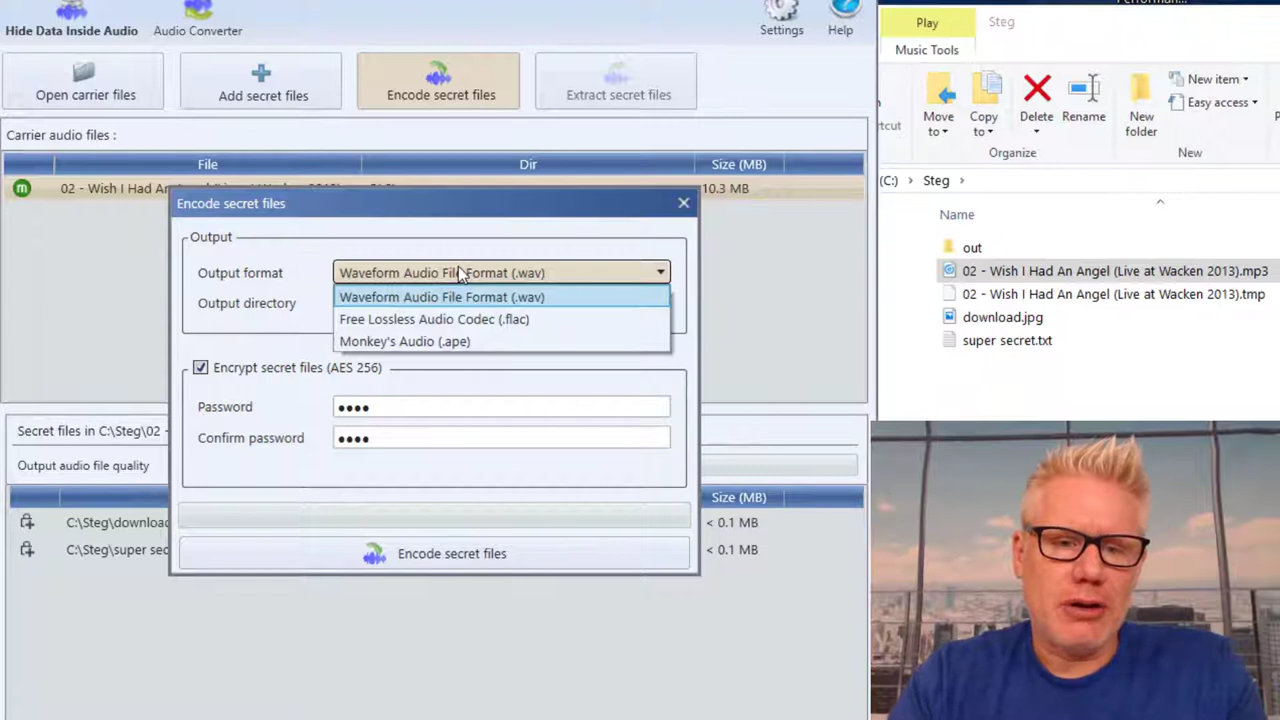 Hide Data Inside Audio
Audio Converter
Settings
Help
Open carrier files
Add secret files
Encode secret files
Extract secret files
Carrier audio files :
File
Dir
Size (MB)
02 - Wish I Had An
10.3 MB
Encode secret files
Output
Output format
Waveform Audio File Format (.wav)
Output directory
Waveform Audio File Format (.wav)
Free Lossless Audio Codec (.flac)
Monkey's Audio (.ape)
Encrypt secret files (AES 256)
Password
••••
Confirm password
••••
Encode secret files
Secret files in C:\Steg\02 -
Output audio file quality
Size (MB)
C:\Steg\download
< 0.1 MB
C:\Steg\super sec
< 0.1 MB
Play
Steg
Music Tools
rtcut
Move to
Copy to
Delete
Rename
New folder
New item
Easy access
Organize
New
(C:) > Steg >
Name
out
02 - Wish I Had An Angel (Live at Wacken 2013).mp3
02 - Wish I Had An Angel (Live at Wacken 2013).tmp
download.jpg
super secret.txt